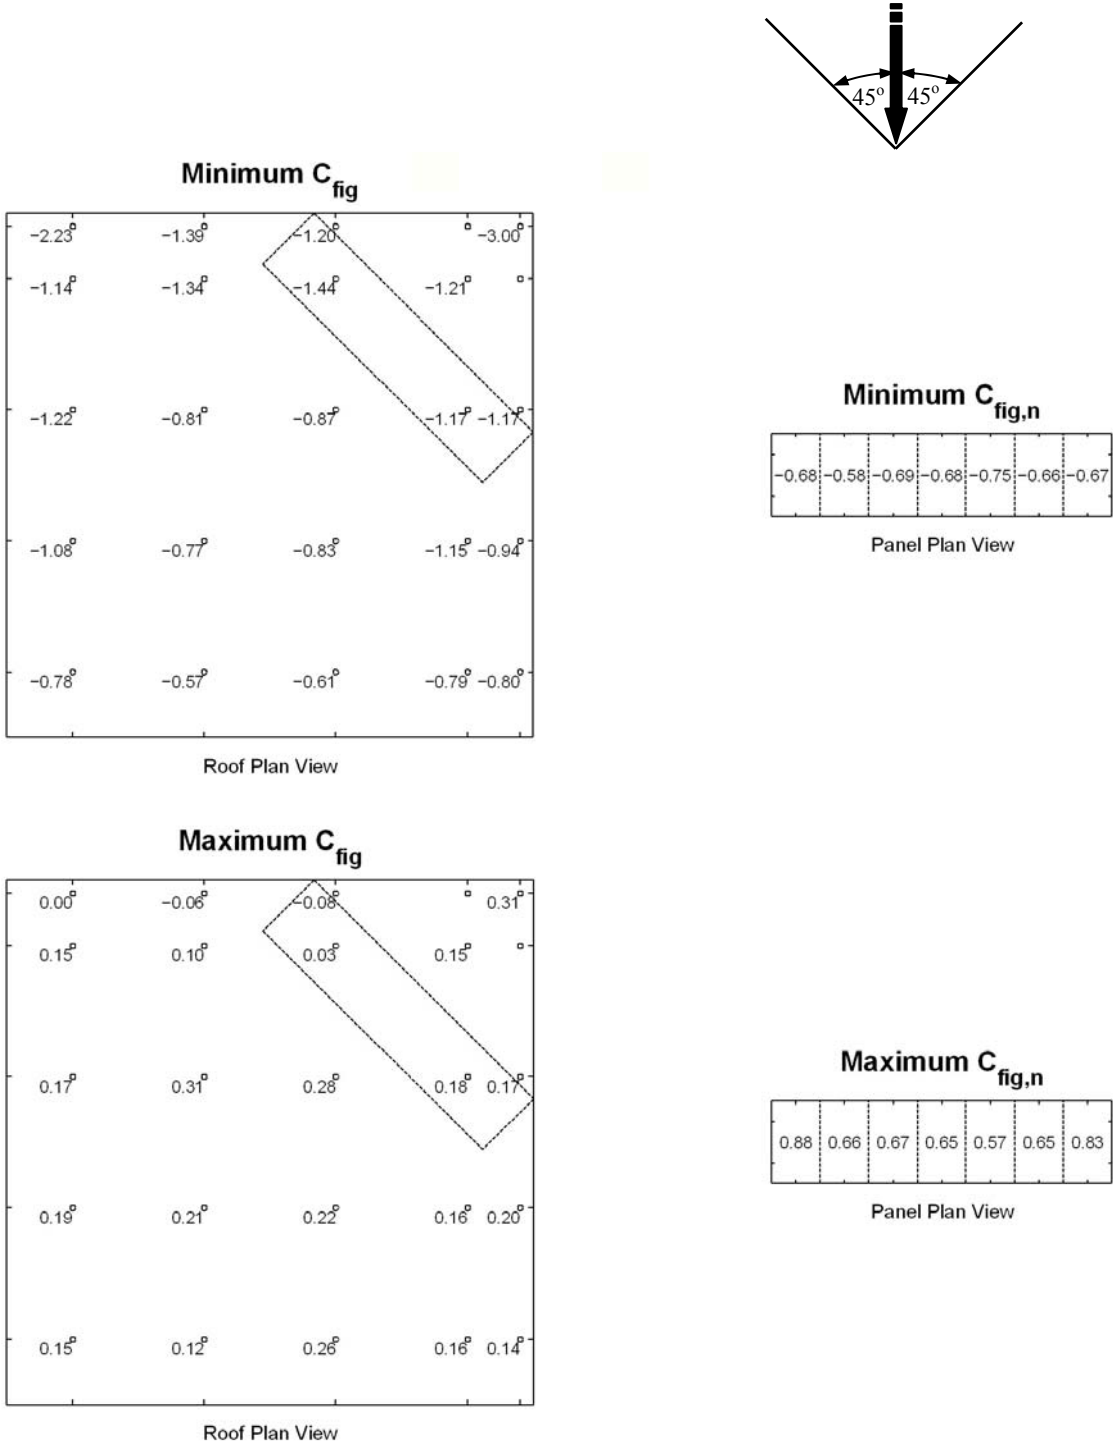 45° 45°
Minimum C fig
−2.23 −1.39 −1.20 −3.00
−1.14 −1.34 −1.44 −1.21
−1.22 −0.81 −0.87 −1.17 −1.17
−1.08 −0.77 −0.83 −1.15 −0.94
−0.78 −0.57 −0.61 −0.79 −0.80
Roof Plan View
Minimum C fig,n
−0.68 −0.58 −0.69 −0.68 −0.75 −0.66 −0.67
Panel Plan View
Maximum C fig
0.00 −0.06 −0.08 0.31
0.15 0.10 0.03 0.15
0.17 0.31 0.28 0.18 0.17
0.19 0.21 0.22 0.16 0.20
0.15 0.12 0.26 0.16 0.14
Roof Plan View
Maximum C fig,n
0.88 0.66 0.67 0.65 0.57 0.65 0.83
Panel Plan View